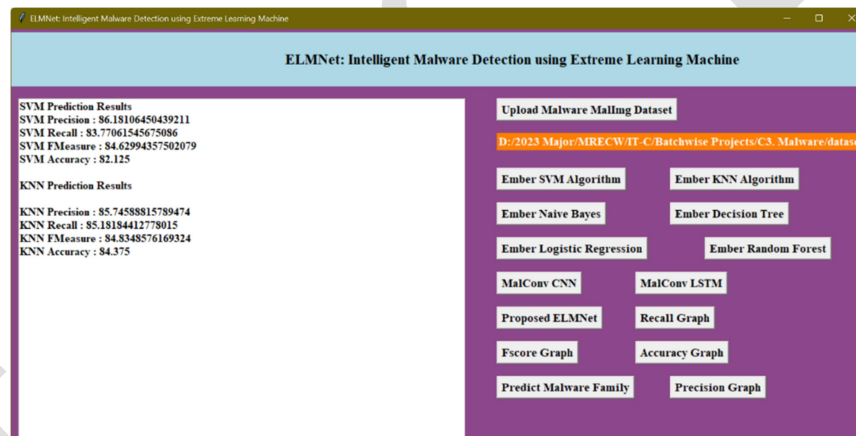 ELMNet: Intelligent Malware Detection using Extreme Learning Machine
ELMNet: Intelligent Malware Detection using Extreme Learning Machine
SVM Prediction Results
SVM Precision : 86.18106450439211
SVM Recall : 83.77061545675086
SVM FMeasure : 84.62994357502079
SVM Accuracy : 82.125
KNN Prediction Results
KNN Precision : 85.74588815789474
KNN Recall : 85.18184412778015
KNN FMeasure : 84.8348576169324
KNN Accuracy : 84.375
Upload Malware MalImg Dataset
D:/2023 Major/MRECW/IT-C/Batchwise Projects/C3. Malware/datase
Ember SVM Algorithm Ember KNN Algorithm
Ember Naive Bayes Ember Decision Tree
Ember Logistic Regression Ember Random Forest
MalConv CNN MalConv LSTM
Proposed ELMNet Recall Graph
Fscore Graph Accuracy Graph
Predict Malware Family Precision Graph